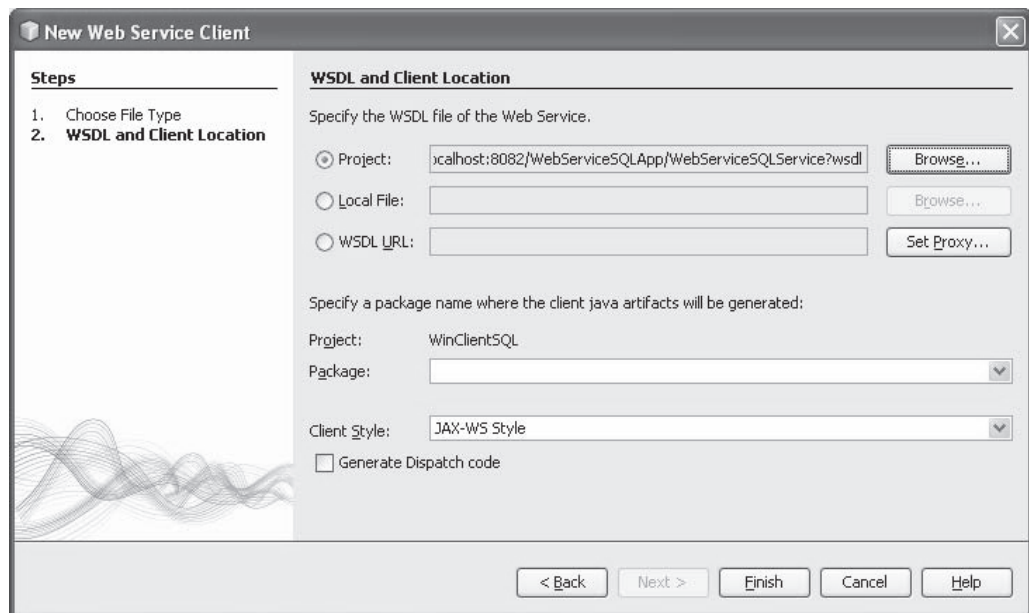 New Web Service Client
Steps
1. Choose File Type
2. WSDL and Client Location
WSDL and Client Location
Specify the WSDL file of the Web Service.
Project: ocalhost:8082/WebServiceSQLApp/WebServiceSQLService?wsdl Browse...
Local File: Browse...
WSDL URL: Set Proxy...
Specify a package name where the client java artifacts will be generated:
Project: WinClientSQL
Package:
Client Style: JAX-WS Style
Generate Dispatch code
< Back Next > Finish Cancel Help